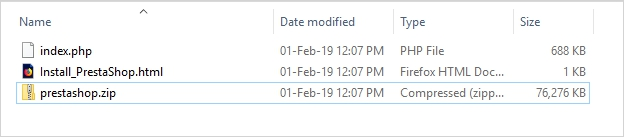 Name Date modified Type Size
index.php 01-Feb-19 12:07 PM PHP File 688 KB
Install_PrestaShop.html 01-Feb-19 12:07 PM Firefox HTML Doc... 1 KB
prestashop.zip 01-Feb-19 12:07 PM Compressed (zipp... 76,276 KB